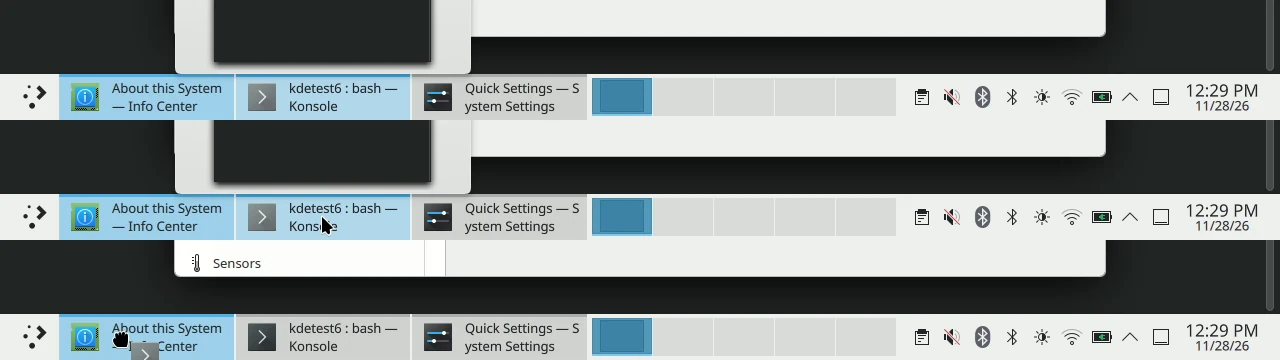 About this System
— Info Center
kdetest6 : bash —
Konsole
Quick Settings — S
ystem Settings
12:29 PM
11/28/26
About this System
— Info Center
kdetest6 : bash —
Konsole
Quick Settings — S
ystem Settings
12:29 PM
11/28/26
Sensors
About this System
— Info Center
kdetest6 : bash —
Konsole
Quick Settings — S
ystem Settings
12:29 PM
11/28/26